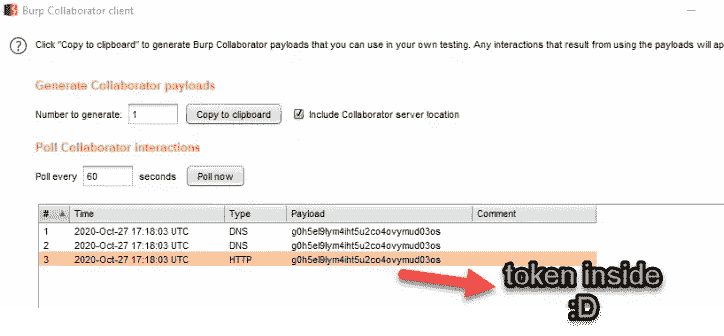 Burp Collaborator client
? Click "Copy to clipboard" to generate Burp Collaborator payloads that you can use in your own testing. Any interactions that result from using the payloads will ap
Generate Collaborator payloads
Number to generate: 1 Copy to clipboard Include Collaborator server location
Poll Collaborator interactions
Poll every 60 seconds Poll now
# Time Type Payload Comment
1 2020-Oct-27 17:18:03 UTC DNS g0h5el9lym4iht5u2co4ovymud03os
2 2020-Oct-27 17:18:03 UTC DNS g0h5el9lym4iht5u2co4ovymud03os
3 2020-Oct-27 17:18:03 UTC HTTP g0h5el9lym4iht5u2co4ovymud03os
token inside
:D